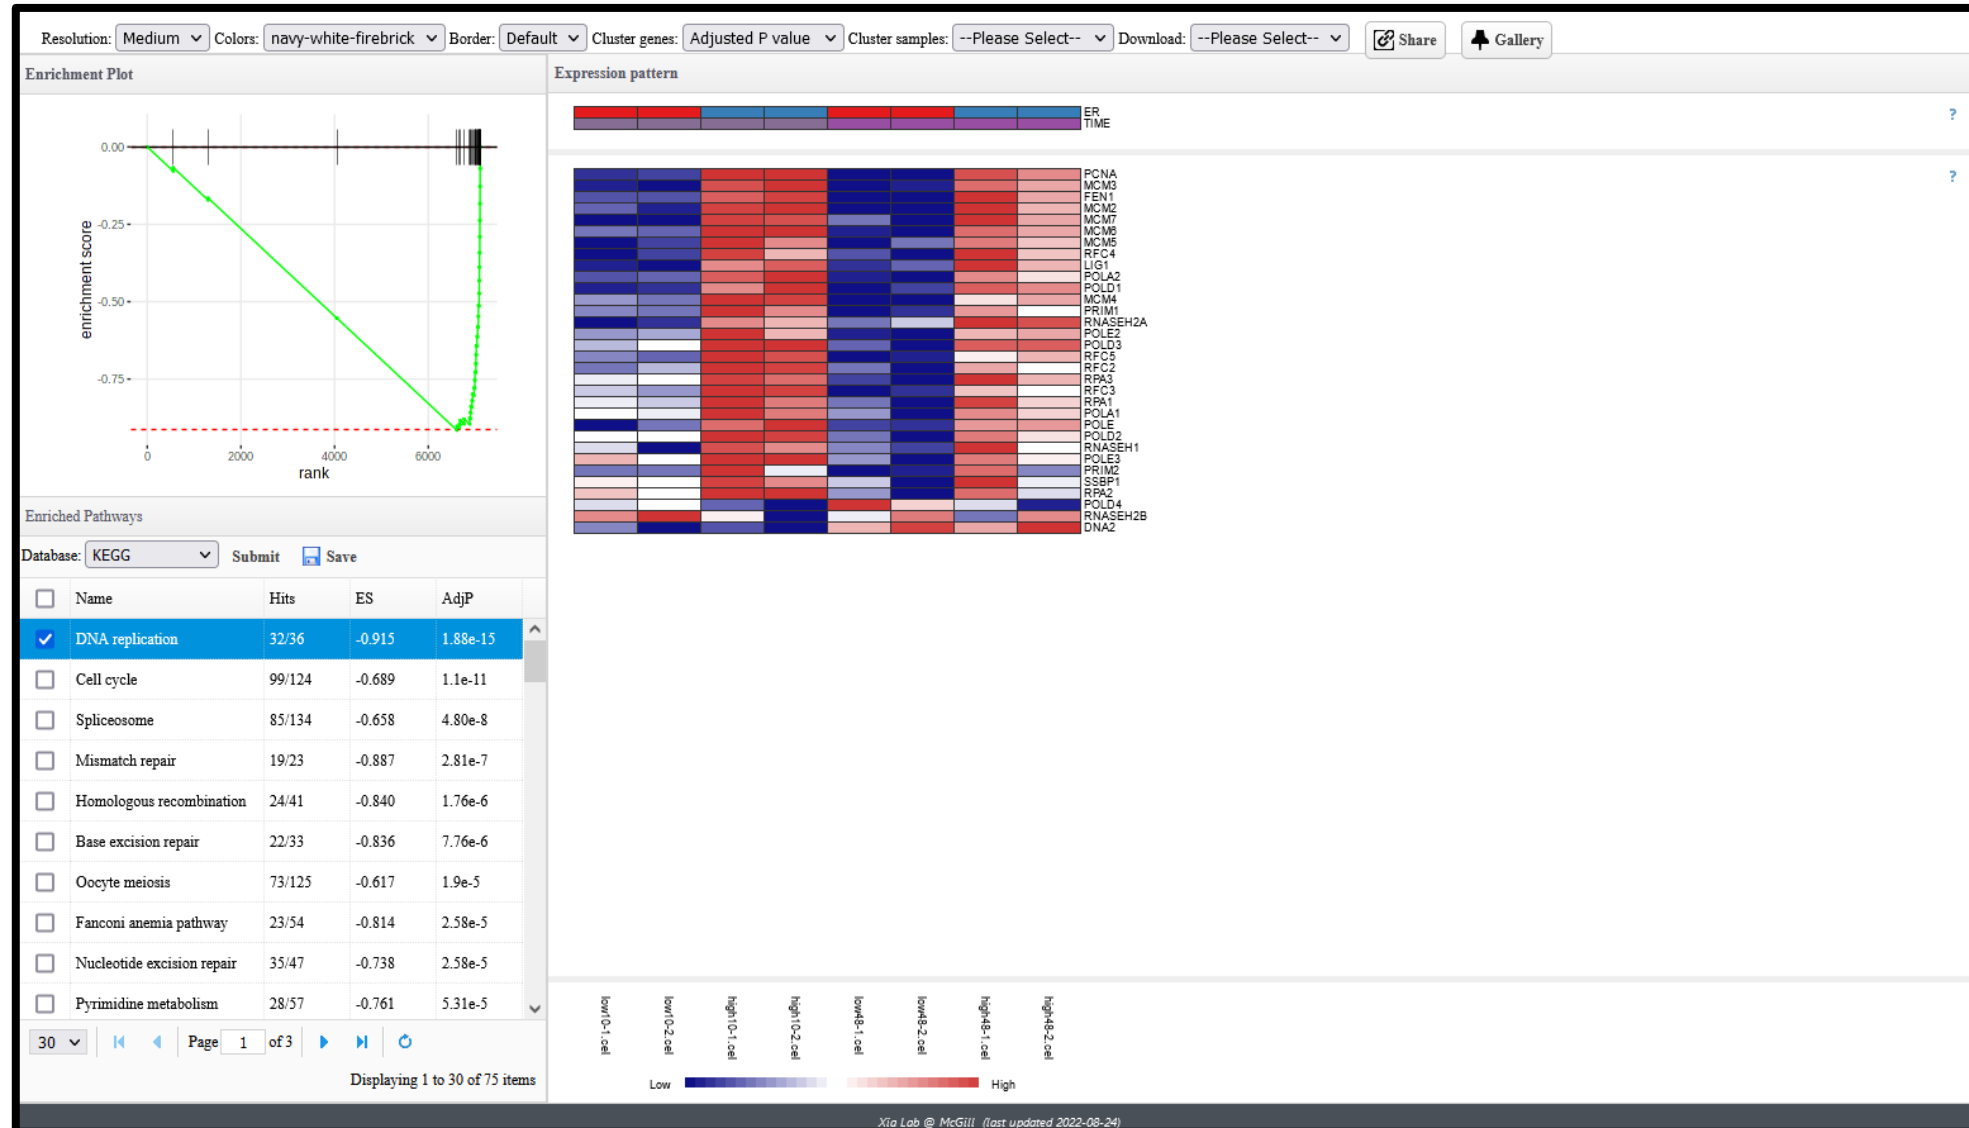 Resolution: Medium Colors: navy-white-firebrick Border: Default Cluster genes: Adjusted P value Cluster samples: --Please Select-- Download: --Please Select-- Share Gallery
Enrichment Plot
0.00
-0.25
-0.50
-0.75
enrichment score
0 2000 4000 6000
rank
Enriched Pathways
Database: KEGG Submit Save
Name Hits ES AdjP
DNA replication 32/36 -0.915 1.88e-15
Cell cycle 99/124 -0.689 1.1e-11
Spliceosome 85/134 -0.658 4.80e-8
Mismatch repair 19/23 -0.887 2.81e-7
Homologous recombination 24/41 -0.840 1.76e-6
Base excision repair 22/33 -0.836 7.76e-6
Oocyte meiosis 73/125 -0.617 1.9e-5
Fanconi anemia pathway 23/54 -0.814 2.58e-5
Nucleotide excision repair 35/47 -0.738 2.58e-5
Pyrimidine metabolism 28/57 -0.761 5.31e-5
30 Page 1 of 3
Displaying 1 to 30 of 75 items
Expression pattern
ER
?
TIME
?
PCNA
MCM3
FEN1
MCM2
MCM7
MCM6
MCM5
RFC4
LIG1
POLA2
POLD1
MCM4
PRIM1
RNASEH2A
POLE2
POLD3
RFC5
RFC2
RPA3
RFC3
RPA1
POLA1
POLE
POLD2
RNASEH1
POLE3
PRIM2
SSBP1
RPA2
POLD4
RNASEH2B
DNA2
low10-1.cel
low10-2.cel
high10-1.cel
high10-2.cel
low48-1.cel
low48-2.cel
high48-1.cel
high48-2.cel
Low High
Xia Lab @ McGill (last updated 2022-08-24)